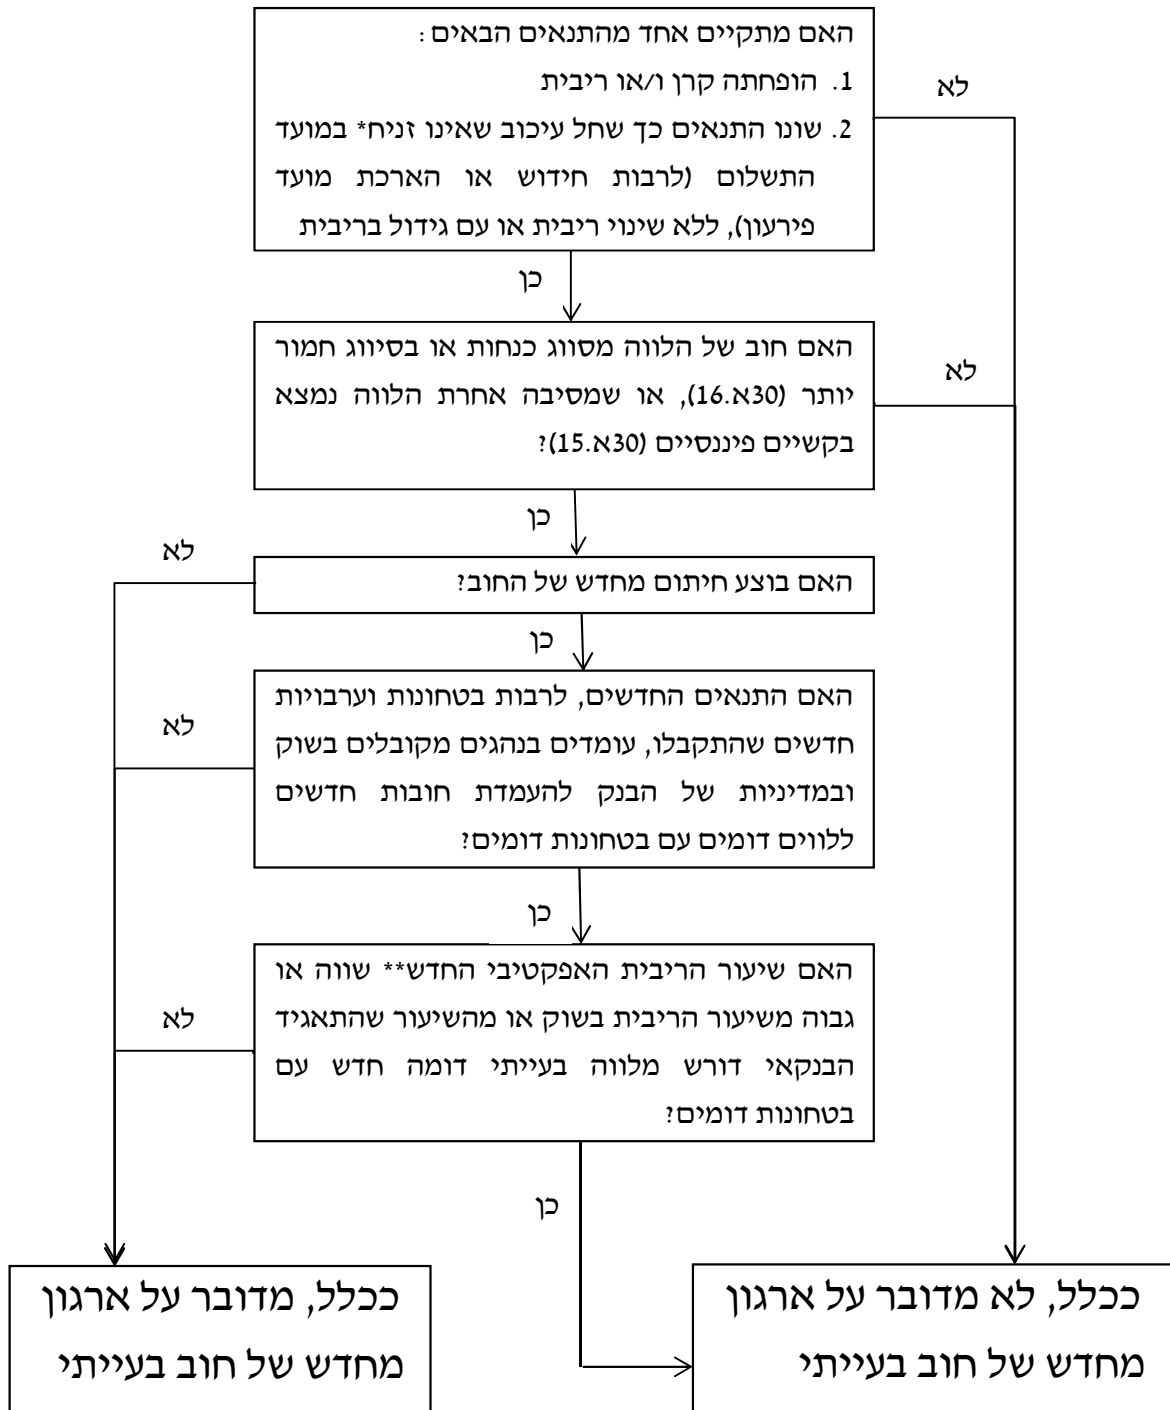 האם מתקיים אחד מהתנאים הבאים:
1. הופחתה קרן ו/או ריבית
2. שונו התנאים כך שחל עיכוב שאינו זניח* במועד
התשלום (לרבות חידוש או הארכת מועד
פירעון), ללא שינוי ריבית או עם גידול בריבית
לא
כן
האם חוב של הלווה מסווג כנחות או בסיווג חמור
יותר (30א.16), או שמסיבה אחרת הלווה נמצא
בקשיים פיננסיים (30א.15)?
לא
כן
האם בוצע חיתום מחדש של החוב?
לא
כן
האם התנאים החדשים, לרבות בטחונות וערבויות
חדשים שהתקבלו, עומדים בנהגים מקובלים בשוק
ובמדיניות של הבנק להעמדת חובות חדשים
ללווים דומים עם בטחונות דומים?
לא
כן
האם שיעור הריבית האפקטיבי החדש** שווה או
גבוה משיעור הריבית בשוק או מהשיעור שהתאגיד
הבנקאי דורש מלווה בעייתי דומה חדש עם
בטחונות דומים?
לא
כן
ככלל, לא מדובר על ארגון
מחדש של חוב בעייתי
ככלל, מדובר על ארגון
מחדש של חוב בעייתי